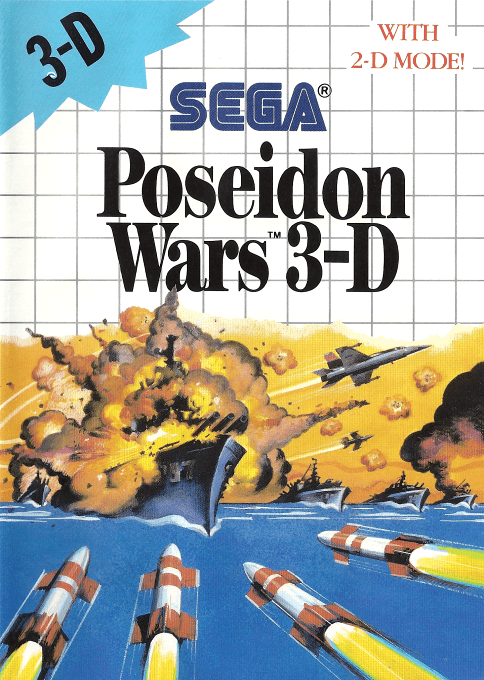 3-D
WITH
2-D MODE!
SEGA®
Poseidon
Wars™ 3-D